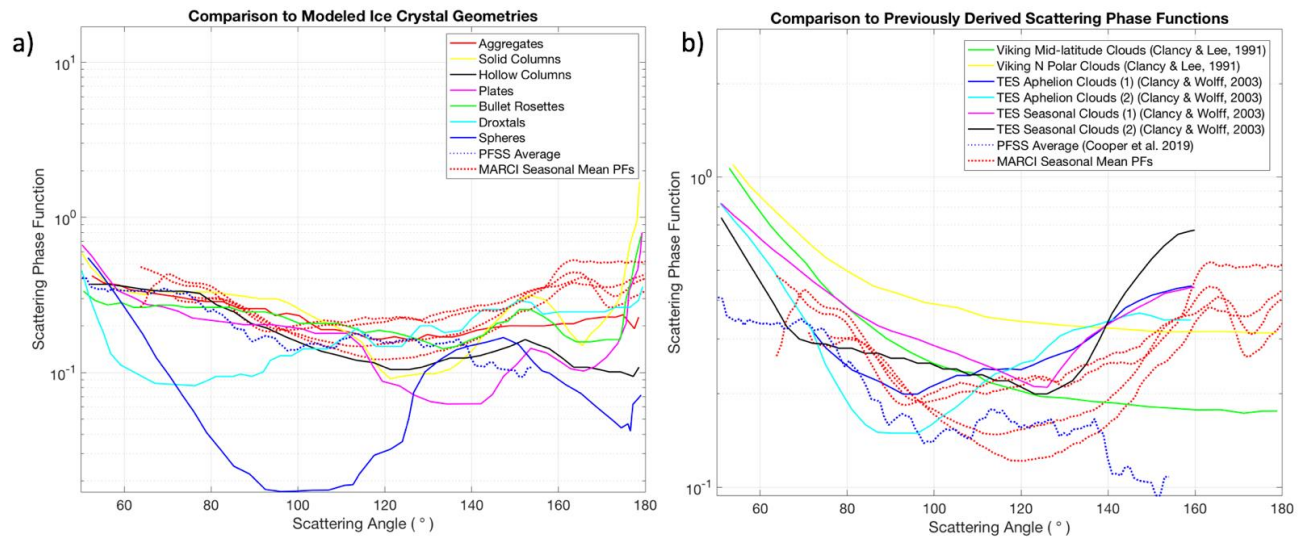 a)
Comparison to Modeled Ice Crystal Geometries
Scattering Phase Function
10^1
10^0
10^-1
Aggregates
Solid Columns
Hollow Columns
Plates
Bullet Rosettes
Droxtals
Spheres
PFSS Average
MARCI Seasonal Mean PFs
60 80 100 120 140 160 180
Scattering Angle ( ° )
b)
Comparison to Previously Derived Scattering Phase Functions
Scattering Phase Function
10^0
10^-1
Viking Mid-latitude Clouds (Clancy & Lee, 1991)
Viking N Polar Clouds (Clancy & Lee, 1991)
TES Aphelion Clouds (1) (Clancy & Wolff, 2003)
TES Aphelion Clouds (2) (Clancy & Wolff, 2003)
TES Seasonal Clouds (1) (Clancy & Wolff, 2003)
TES Seasonal Clouds (2) (Clancy & Wolff, 2003)
PFSS Average (Cooper et al. 2019)
MARCI Seasonal Mean PFs
60 80 100 120 140 160 180
Scattering Angle ( ° )